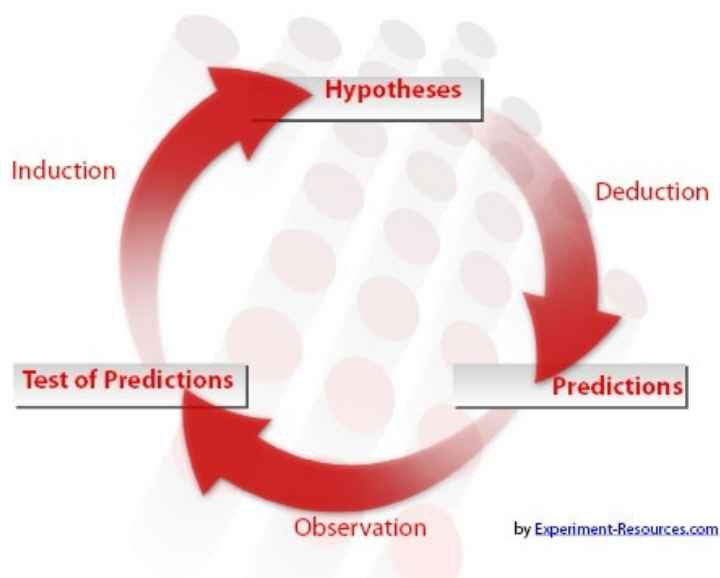 Hypotheses
Induction
Deduction
Test of Predictions
Predictions
Observation
by Experiment-Resources.com